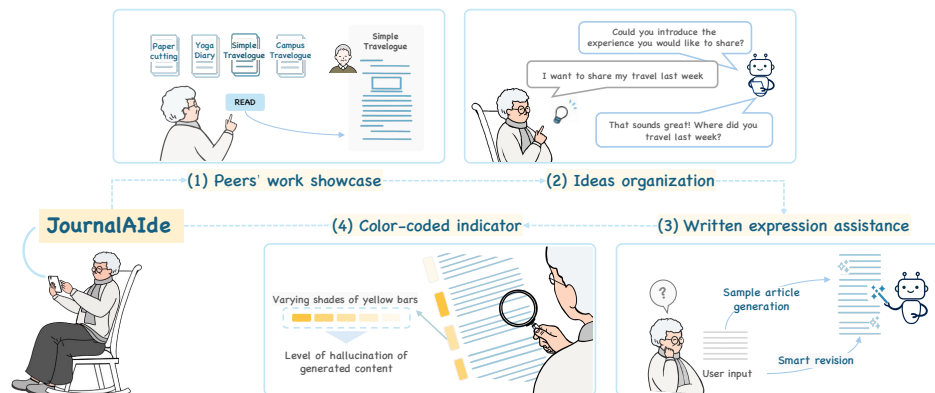 Paper
cutting
Yoga
Diary
Simple
Travelogue
Campus
Travelogue
Simple
Travelogue
READ
Could you introduce the
experience you would like to share?
I want to share my travel last week
That sounds great! Where did you
travel last week?
(1) Peers' work showcase
(2) Ideas organization
JournalAIde
(4) Color-coded indicator
(3) Written expression assistance
Varying shades of yellow bars
Level of hallucination of
generated content
?
Sample article
generation
User input
Smart revision